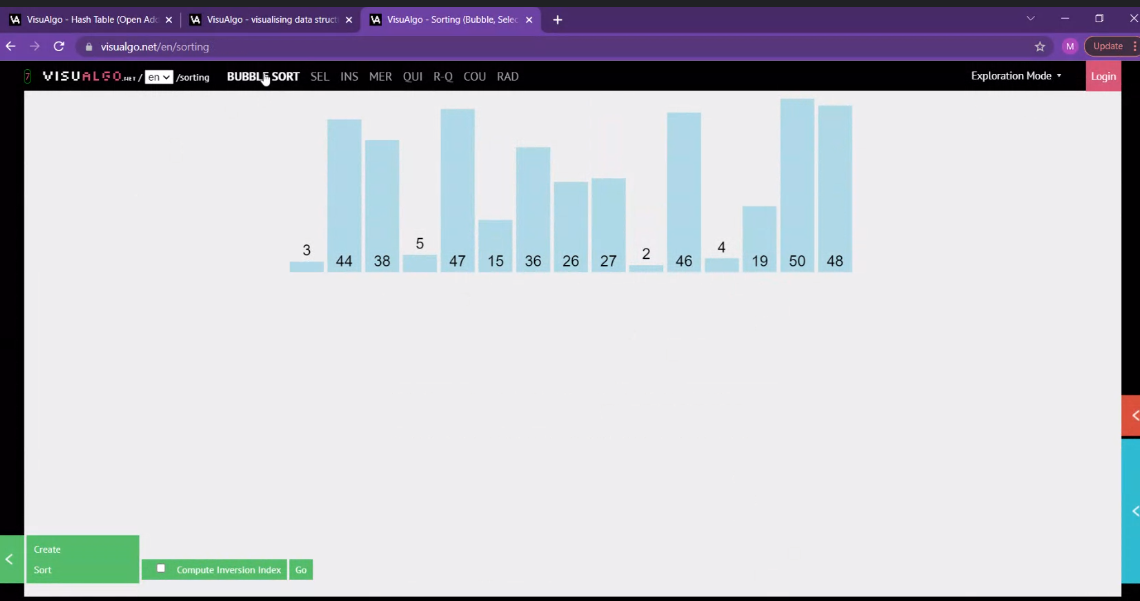 VisuAlgo - Hash Table (Open Ad × VisuAlgo - visualising data struct × VisuAlgo - Sorting (Bubble, Selec × +
visualgo.net/en/sorting M Update
7 VISUALGO.NET / en /sorting BUBBLE SORT SEL INS MER QUI R-Q COU RAD Exploration Mode Login
3 44 38 5 47 15 36 26 27 2 46 4 19 50 48
Create
Sort Compute Inversion Index Go